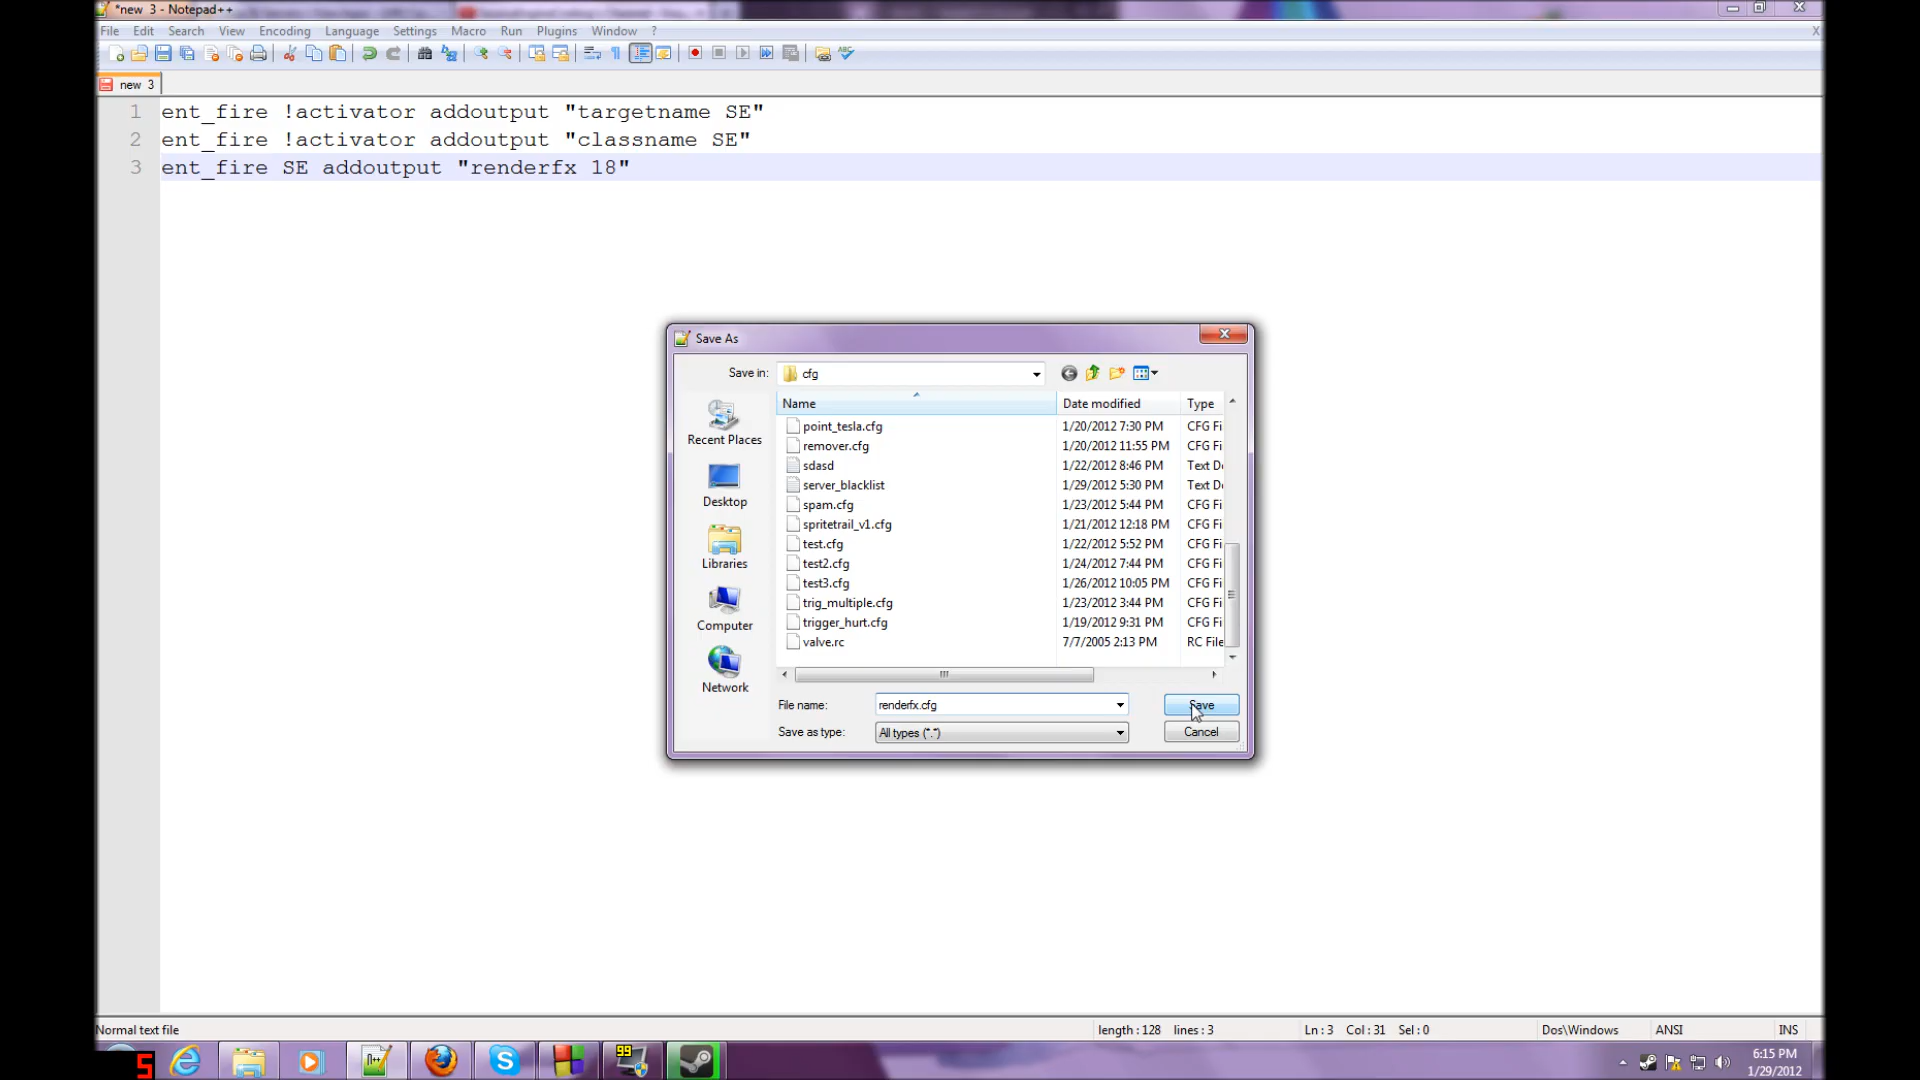 *new 3 - Notepad++
File Edit Search View Encoding Language Settings Macro Run Plugins Window ?
X
new 3
1 ent_fire !activator addoutput "targetname SE"
2 ent_fire !activator addoutput "classname SE"
3 ent_fire SE addoutput "renderfx 18"
Save As
Save in: cfg
Name Date modified Type
point_tesla.cfg 1/20/2012 7:30 PM CFG Fi
remover.cfg 1/20/2012 11:55 PM CFG Fi
sdasd 1/22/2012 8:46 PM Text D
server_blacklist 1/29/2012 5:30 PM Text D
spam.cfg 1/23/2012 5:44 PM CFG Fi
spritetrail_v1.cfg 1/21/2012 12:18 PM CFG Fi
test.cfg 1/22/2012 5:52 PM CFG Fi
test2.cfg 1/24/2012 7:44 PM CFG Fi
test3.cfg 1/26/2012 10:05 PM CFG Fi
trig_multiple.cfg 1/23/2012 3:44 PM CFG Fi
trigger_hurt.cfg 1/19/2012 9:31 PM CFG Fi
valve.rc 7/7/2005 2:13 PM RC File
Recent Places
Desktop
Libraries
Computer
Network
File name: renderfx.cfg Save
Save as type: All types (*.*) Cancel
Normal text file length : 128 lines : 3 Ln : 3 Col : 31 Sel : 0 Dos\Windows ANSI INS
5
99
6:15 PM
1/29/2012